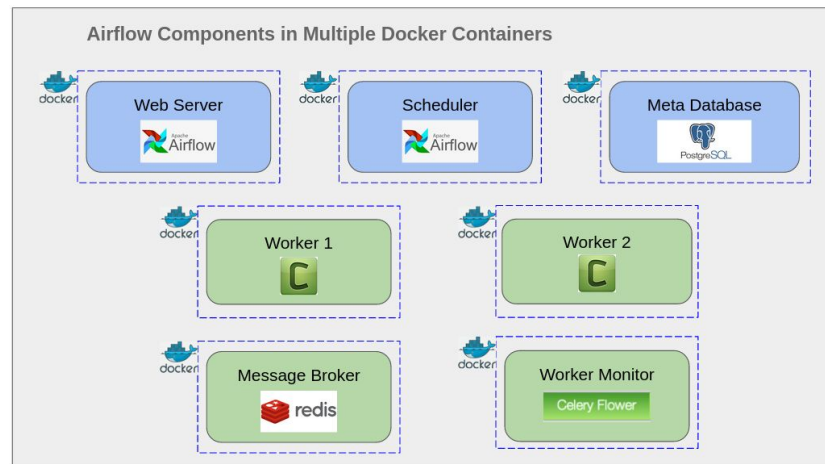 Airflow Components in Multiple Docker Containers
docker
Web Server
Apache
Airflow
docker
Scheduler
Apache
Airflow
docker
Meta Database
PostgreSQL
docker
Worker 1
C
docker
Worker 2
C
docker
Message Broker
redis
docker
Worker Monitor
Celery Flower